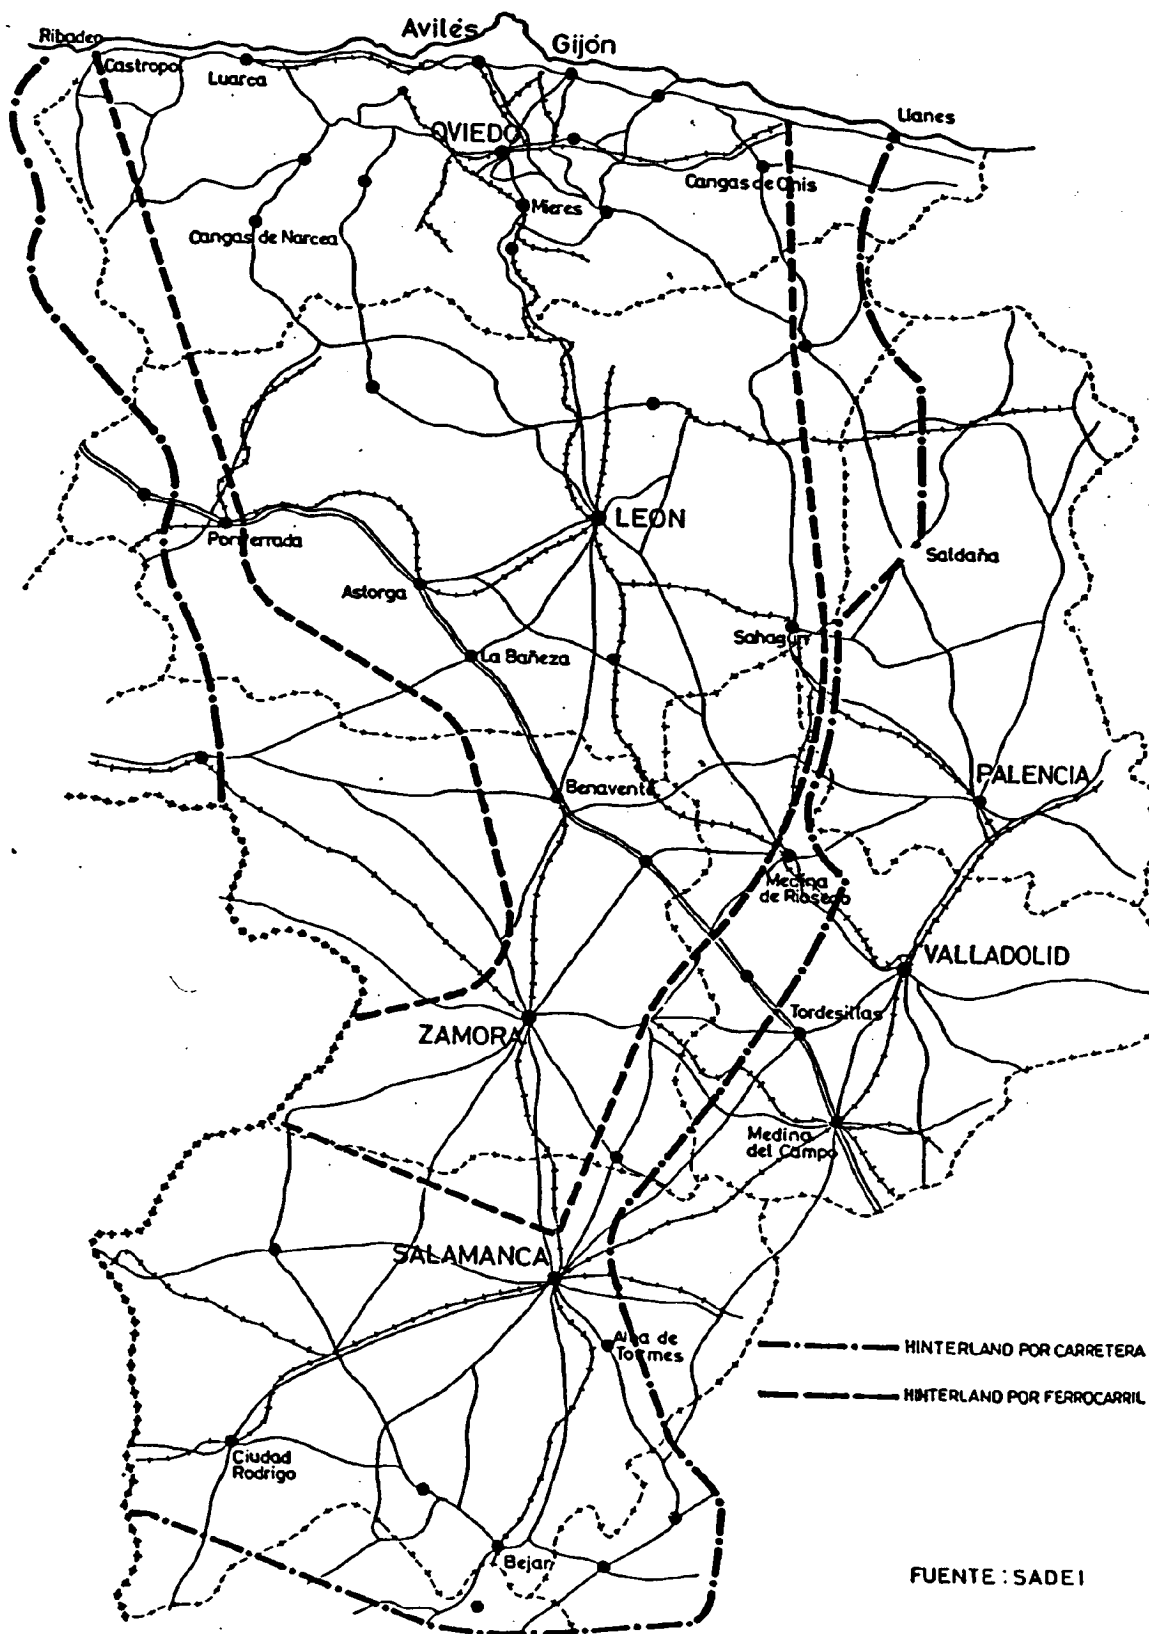 Ribadeo
Avilés
Gijón
Castropol
Luarca
Llanes
OVIEDO
Cangas de Onis
Mieres
Cangas de Narcea
LEON
Ponferrada
Saldaña
Astorga
Sahagún
La Bañeza
PALENCIA
Benavente
Medina
de Rioseco
VALLADOLID
Tordesillas
ZAMORA
Medina
del Campo
SALAMANCA
Alba de
Tormes
HINTERLAND POR CARRETERA
HINTERLAND POR FERROCARRIL
Ciudad
Rodrigo
Bejar
FUENTE : SADEI